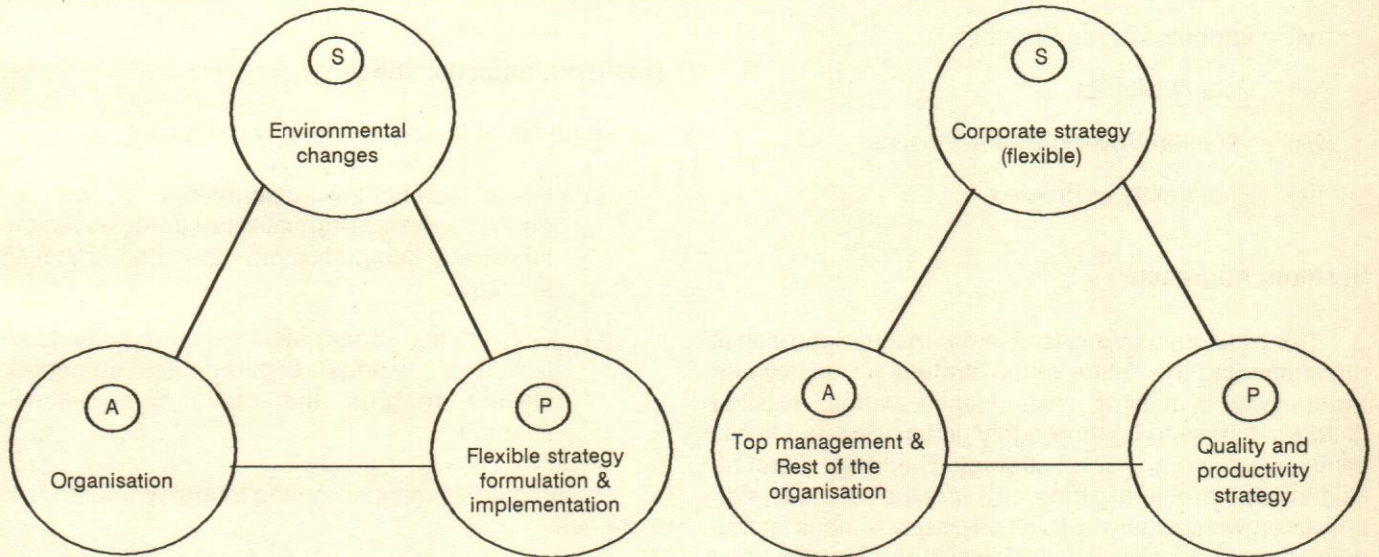 S
Environmental
changes
A
Organisation
P
Flexible strategy
formulation &
implementation
S
Corporate strategy
(flexible)
A
Top management &
Rest of the
organisation
P
Quality and
productivity
strategy